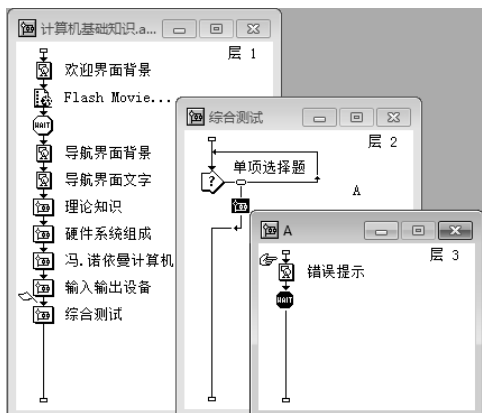 计算机基础知识.a...
层 1
欢迎界面背景
Flash Movie...
WAIT
导航界面背景
导航界面文字
理论知识
硬件系统组成
冯.诺依曼计算机
输入输出设备
综合测试
综合测试
层 2
单项选择题
?
A
A
层 3
错误提示
WAIT